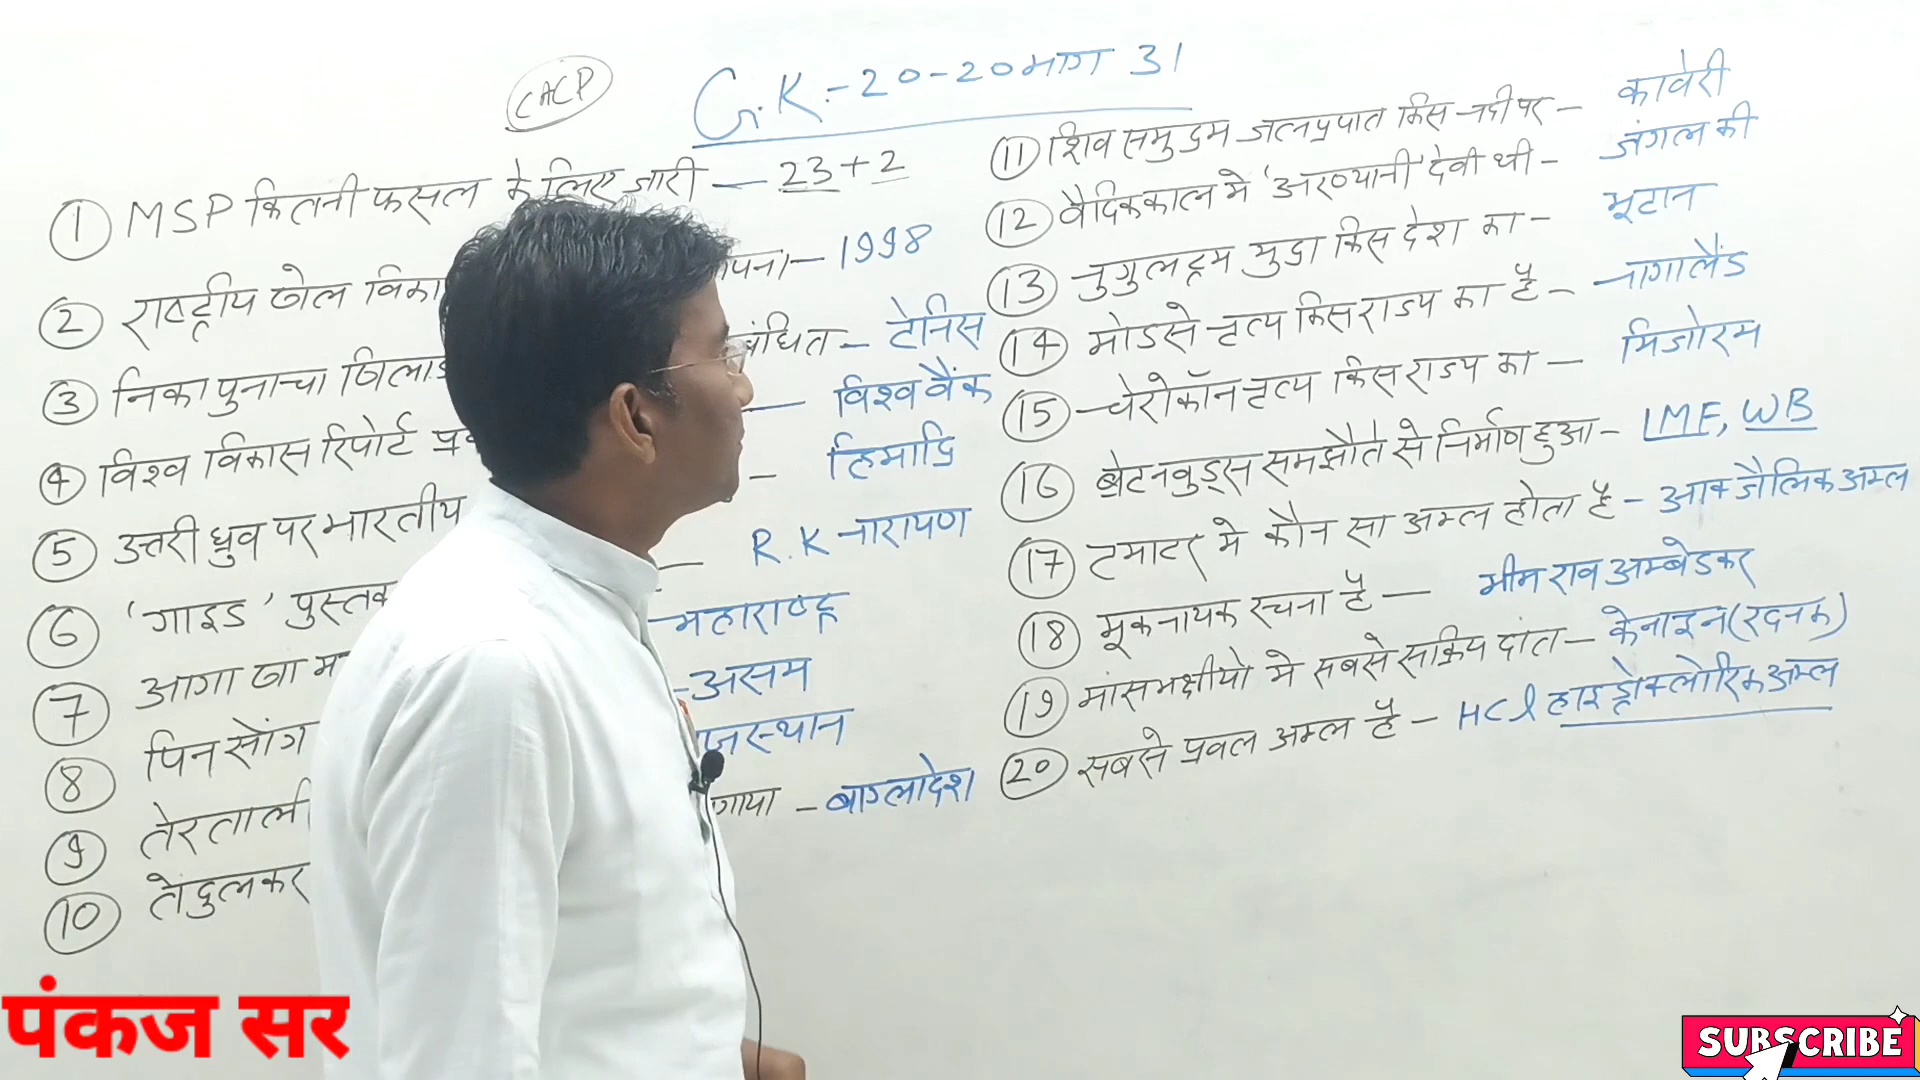 CACP
G.K:-20-20 भाग 31
① MSP कितनी फसल के लिए जारी — 23+2
② राष्ट्रीय खेल विका पना — 1998
③ निका पुनाचा खिलाड़ बंधित — टेनिस
④ विश्व विकास रिपोर्ट प्र — विश्व बैंक
⑤ उत्तरी ध्रुव पर भारतीय — हिमाद्रि
⑥ 'गाइड' पुस्तक — R.K नारायण
⑦ आगा खा म — महाराष्ट्र
⑧ पिन सोंग — असम
⑨ तेरताली जस्थान
⑩ तेदुलकर गाया — बाग्लादेश
⑪ शिव समुद्रम जलप्रपात किस नदी पर — कावेरी
⑫ वैदिककाल मे 'अरण्यानी' देवी थी — जंगल की
⑬ नुगुलट्रम मुद्रा किस देश का — भूटान
⑭ मोडसे नृत्य किस राज्य का है — नागालैंड
⑮ चेरोकॉन नृत्य किस राज्य का — मिजोरम
⑯ ब्रेटनवुड्स समझौते से निर्माण हुआ — IMF, WB
⑰ टमाटर मे कौन सा अम्ल होता है — आक्जैलिक अम्ल
⑱ मूकनायक रचना है — भीम राव अम्बेडकर
⑲ मांसभक्षीयो मे सबसे सक्रिय दांत — केनाइन (रदनक)
⑳ सबसे प्रवल अम्ल है — HCl हाइड्रोक्लोरिक अम्ल
पंकज सर
SUBSCRIBE